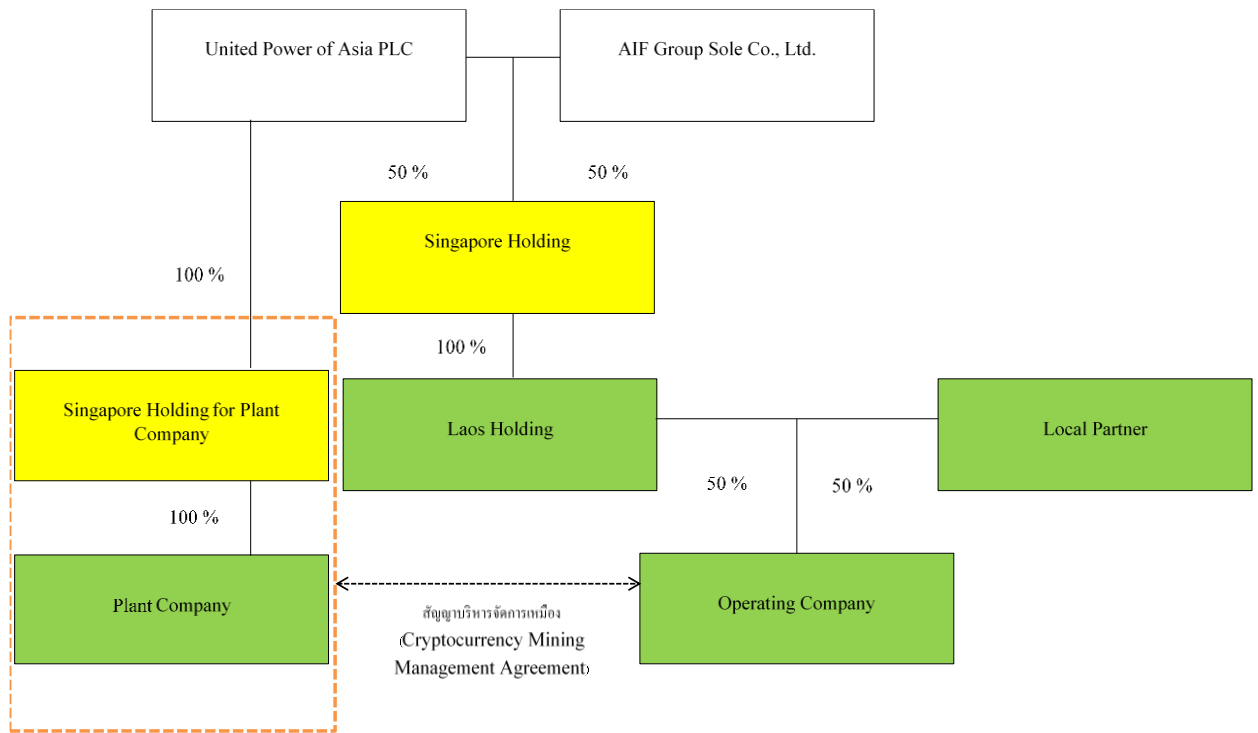 United Power of Asia PLC
AIF Group Sole Co., Ltd.
50 %
50 %
Singapore Holding
100 %
100 %
Singapore Holding for Plant
Company
Laos Holding
Local Partner
50 %
50 %
100 %
Plant Company
Operating Company
สัญญาบริหารจัดการเหมือง
(Cryptocurrency Mining
Management Agreement)